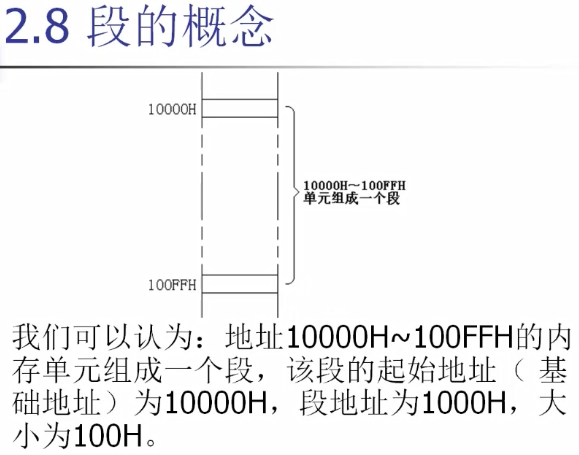 2.8 段的概念
10000H
10000H～100FFH
单元组成一个段
100FFH
我们可以认为：地址10000H~100FFH的内
存单元组成一个段，该段的起始地址（ 基
础地址）为10000H，段地址为1000H，大
小为100H。